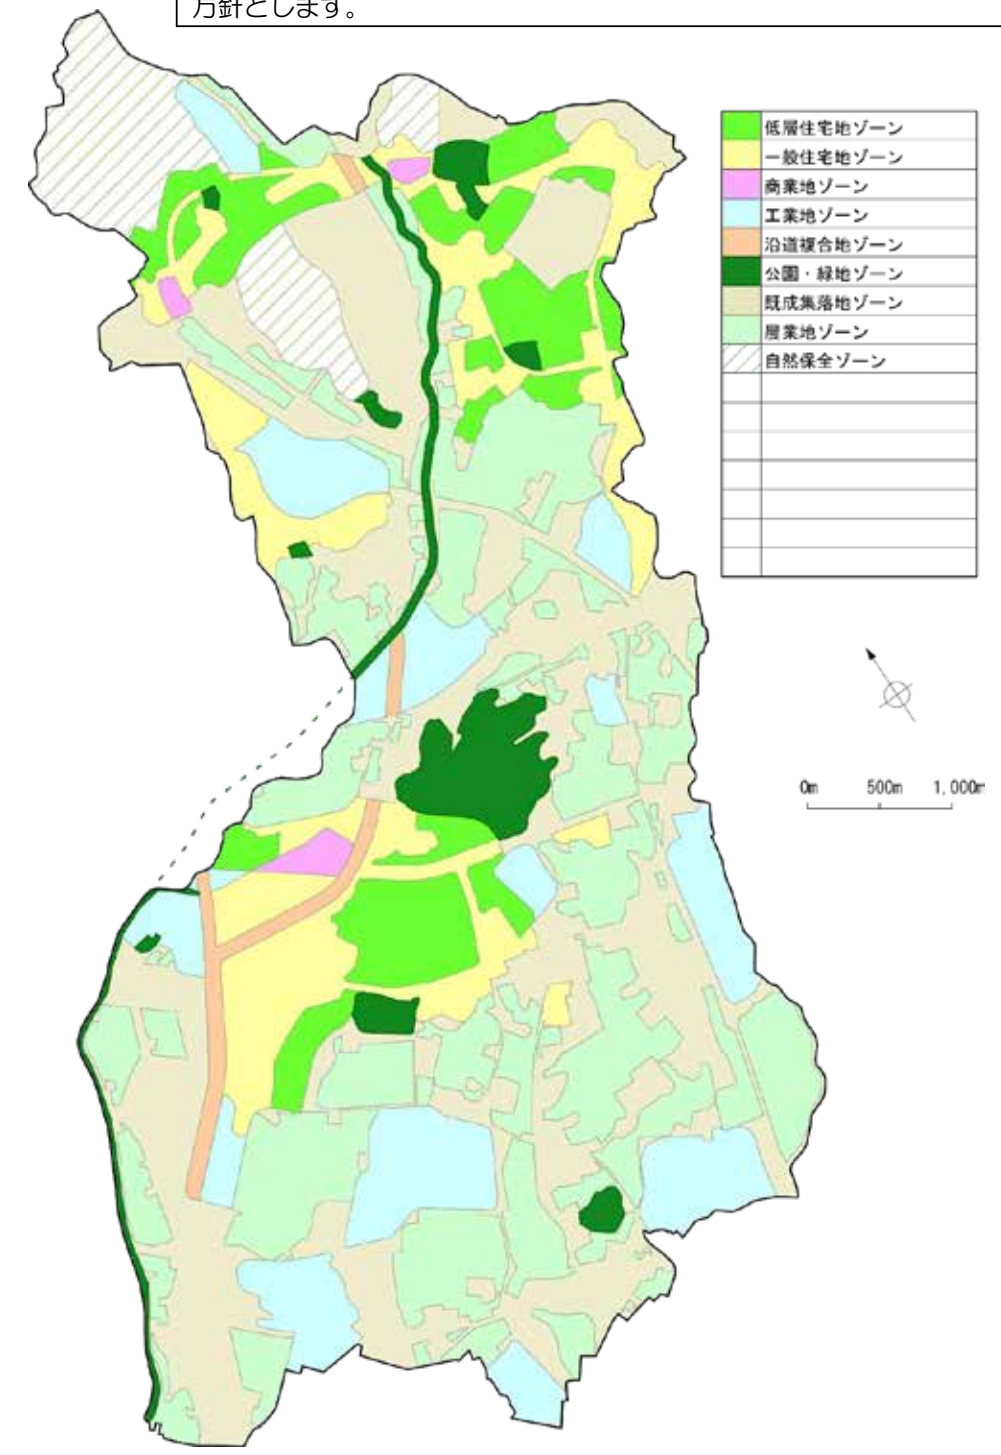 方針とします。
低層住宅地ゾーン
一般住宅地ゾーン
商業地ゾーン
工業地ゾーン
沿道複合地ゾーン
公園・緑地ゾーン
既成集落地ゾーン
農業地ゾーン
自然保全ゾーン
0m 500m 1,000m